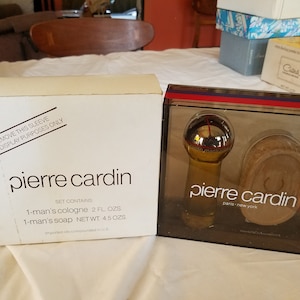 REMOVE THIS SLEEVE
DISPLAY PURPOSES ONLY
pierre cardin
SET CONTAINS
1-man's cologne 2 FL. OZS.
1-man's soap NET WT. 4.5 OZS.
pierre cardin
paris · new york